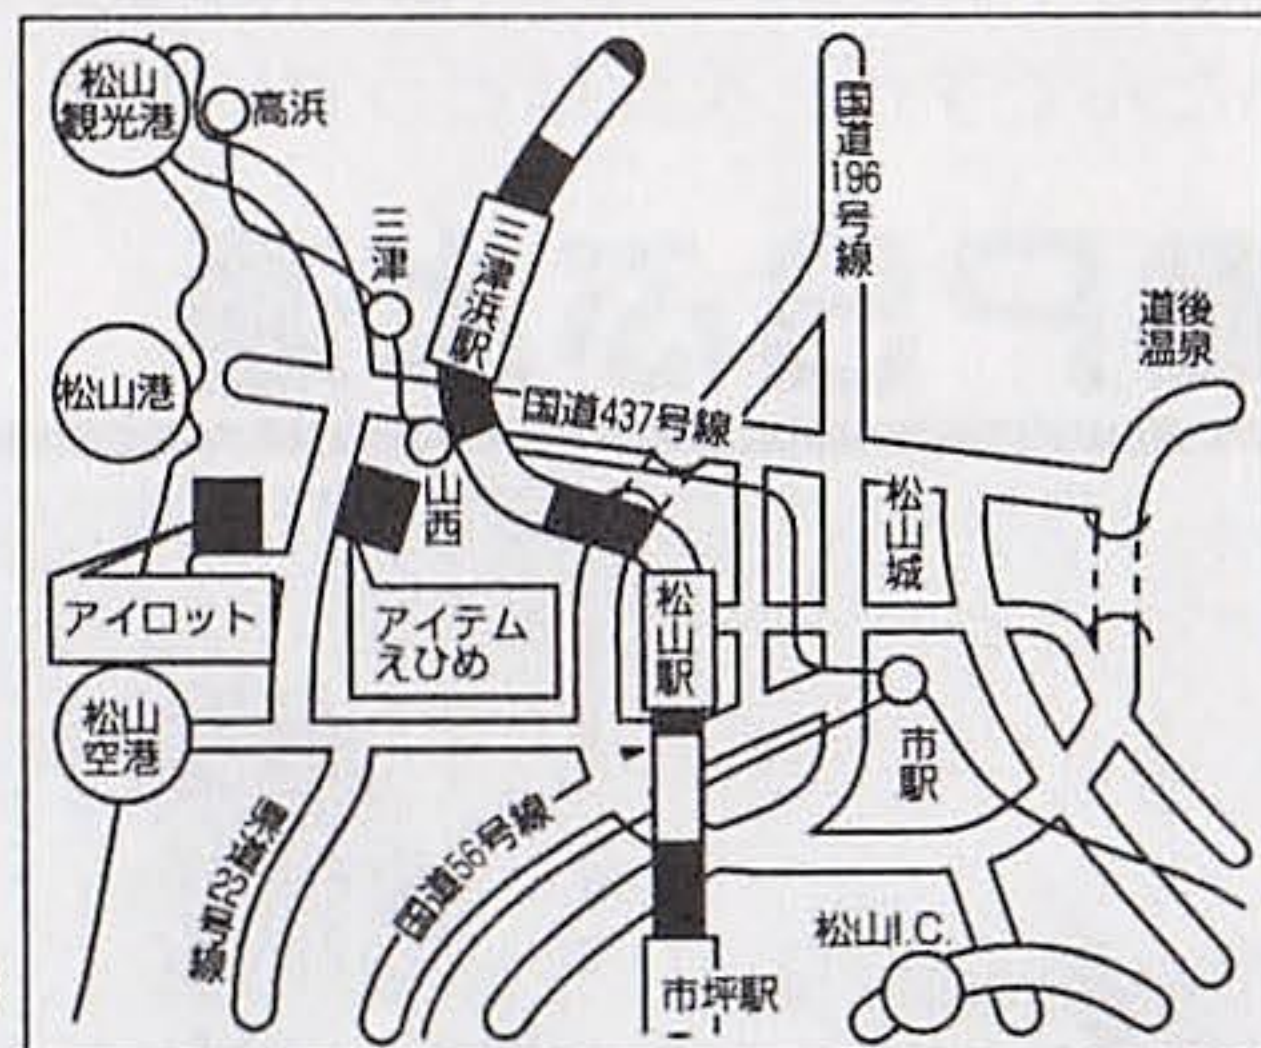 松山
観光港
高浜
三津
三津浜駅
国道196号線
道後
温泉
松山港
国道437号線
山西
松山城
アイロット
アイテム
えひめ
松山駅
松山
空港
市駅
県道22号線
国道56号線
松山I.C.
市坪駅